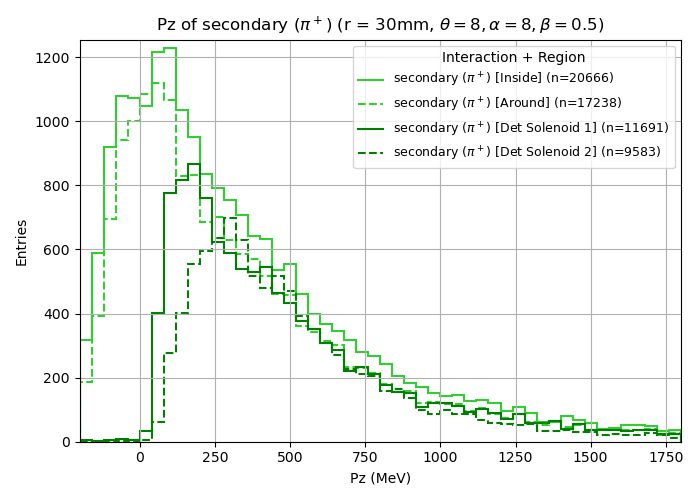 Pz of secondary (π⁺) (r = 30mm, θ = 8, α = 8, β = 0.5)
Interaction + Region
secondary (π⁺) [Inside] (n=20666)
secondary (π⁺) [Around] (n=17238)
secondary (π⁺) [Det Solenoid 1] (n=11691)
secondary (π⁺) [Det Solenoid 2] (n=9583)
Entries
1200
1000
800
600
400
200
0
0 250 500 750 1000 1250 1500 1750
Pz (MeV)